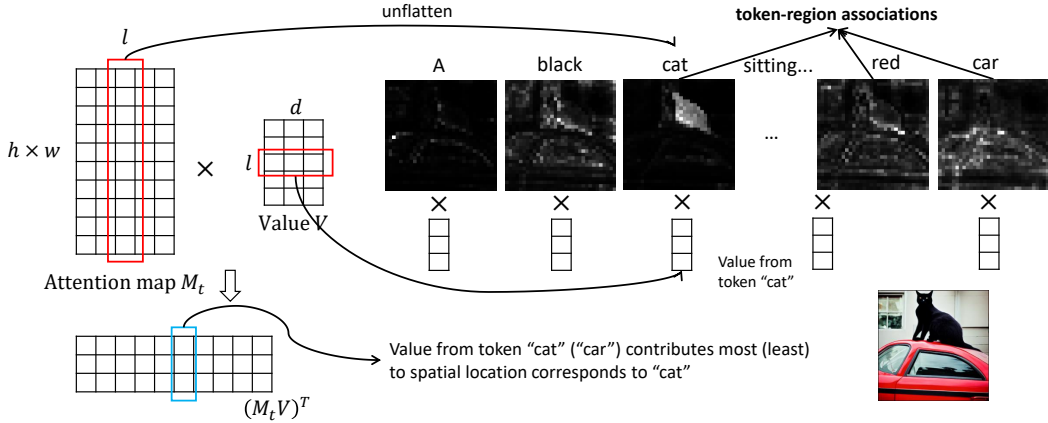 unflatten
token-region associations
l
A
black
cat
sitting...
red
car
d
h × w
×
l
...
Value V
×
×
×
×
×
Attention map M_t
Value from
token “cat”
Value from token “cat” (“car”) contributes most (least)
to spatial location corresponds to “cat”
(M_tV)^T